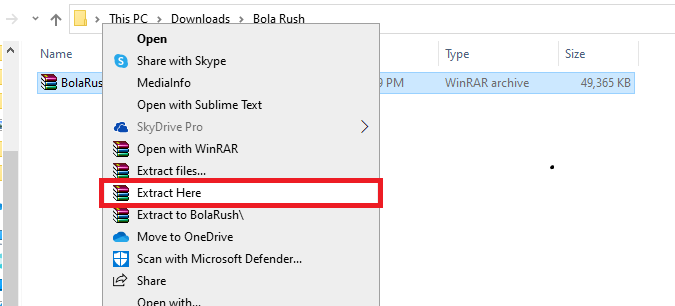 This PC > Downloads > Bola Rush
Name Type Size
BolaRus 9 PM WinRAR archive 49,365 KB
Open
Share with Skype
MediaInfo
Open with Sublime Text
SkyDrive Pro
Open with WinRAR
Extract files...
Extract Here
Extract to BolaRush\
Move to OneDrive
Scan with Microsoft Defender...
Share
Open with...